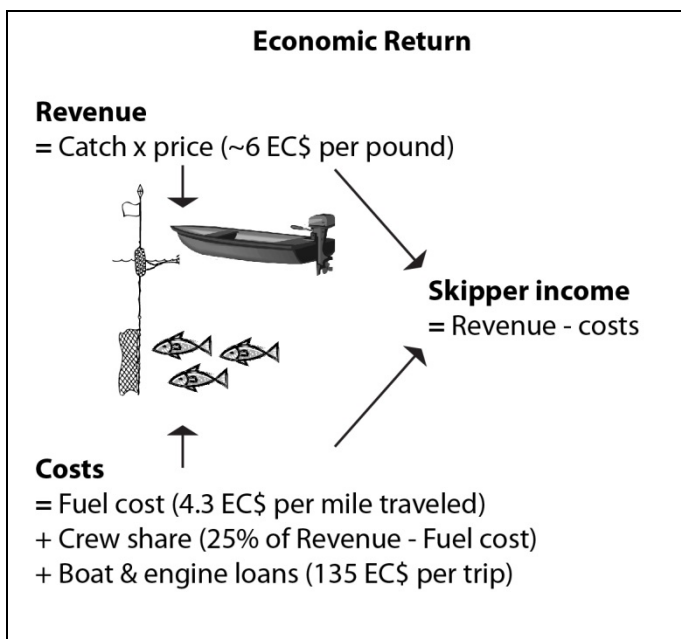 Economic Return
Revenue
= Catch x price (~6 EC$ per pound)
Skipper income
= Revenue - costs
Costs
= Fuel cost (4.3 EC$ per mile traveled)
+ Crew share (25% of Revenue - Fuel cost)
+ Boat & engine loans (135 EC$ per trip)